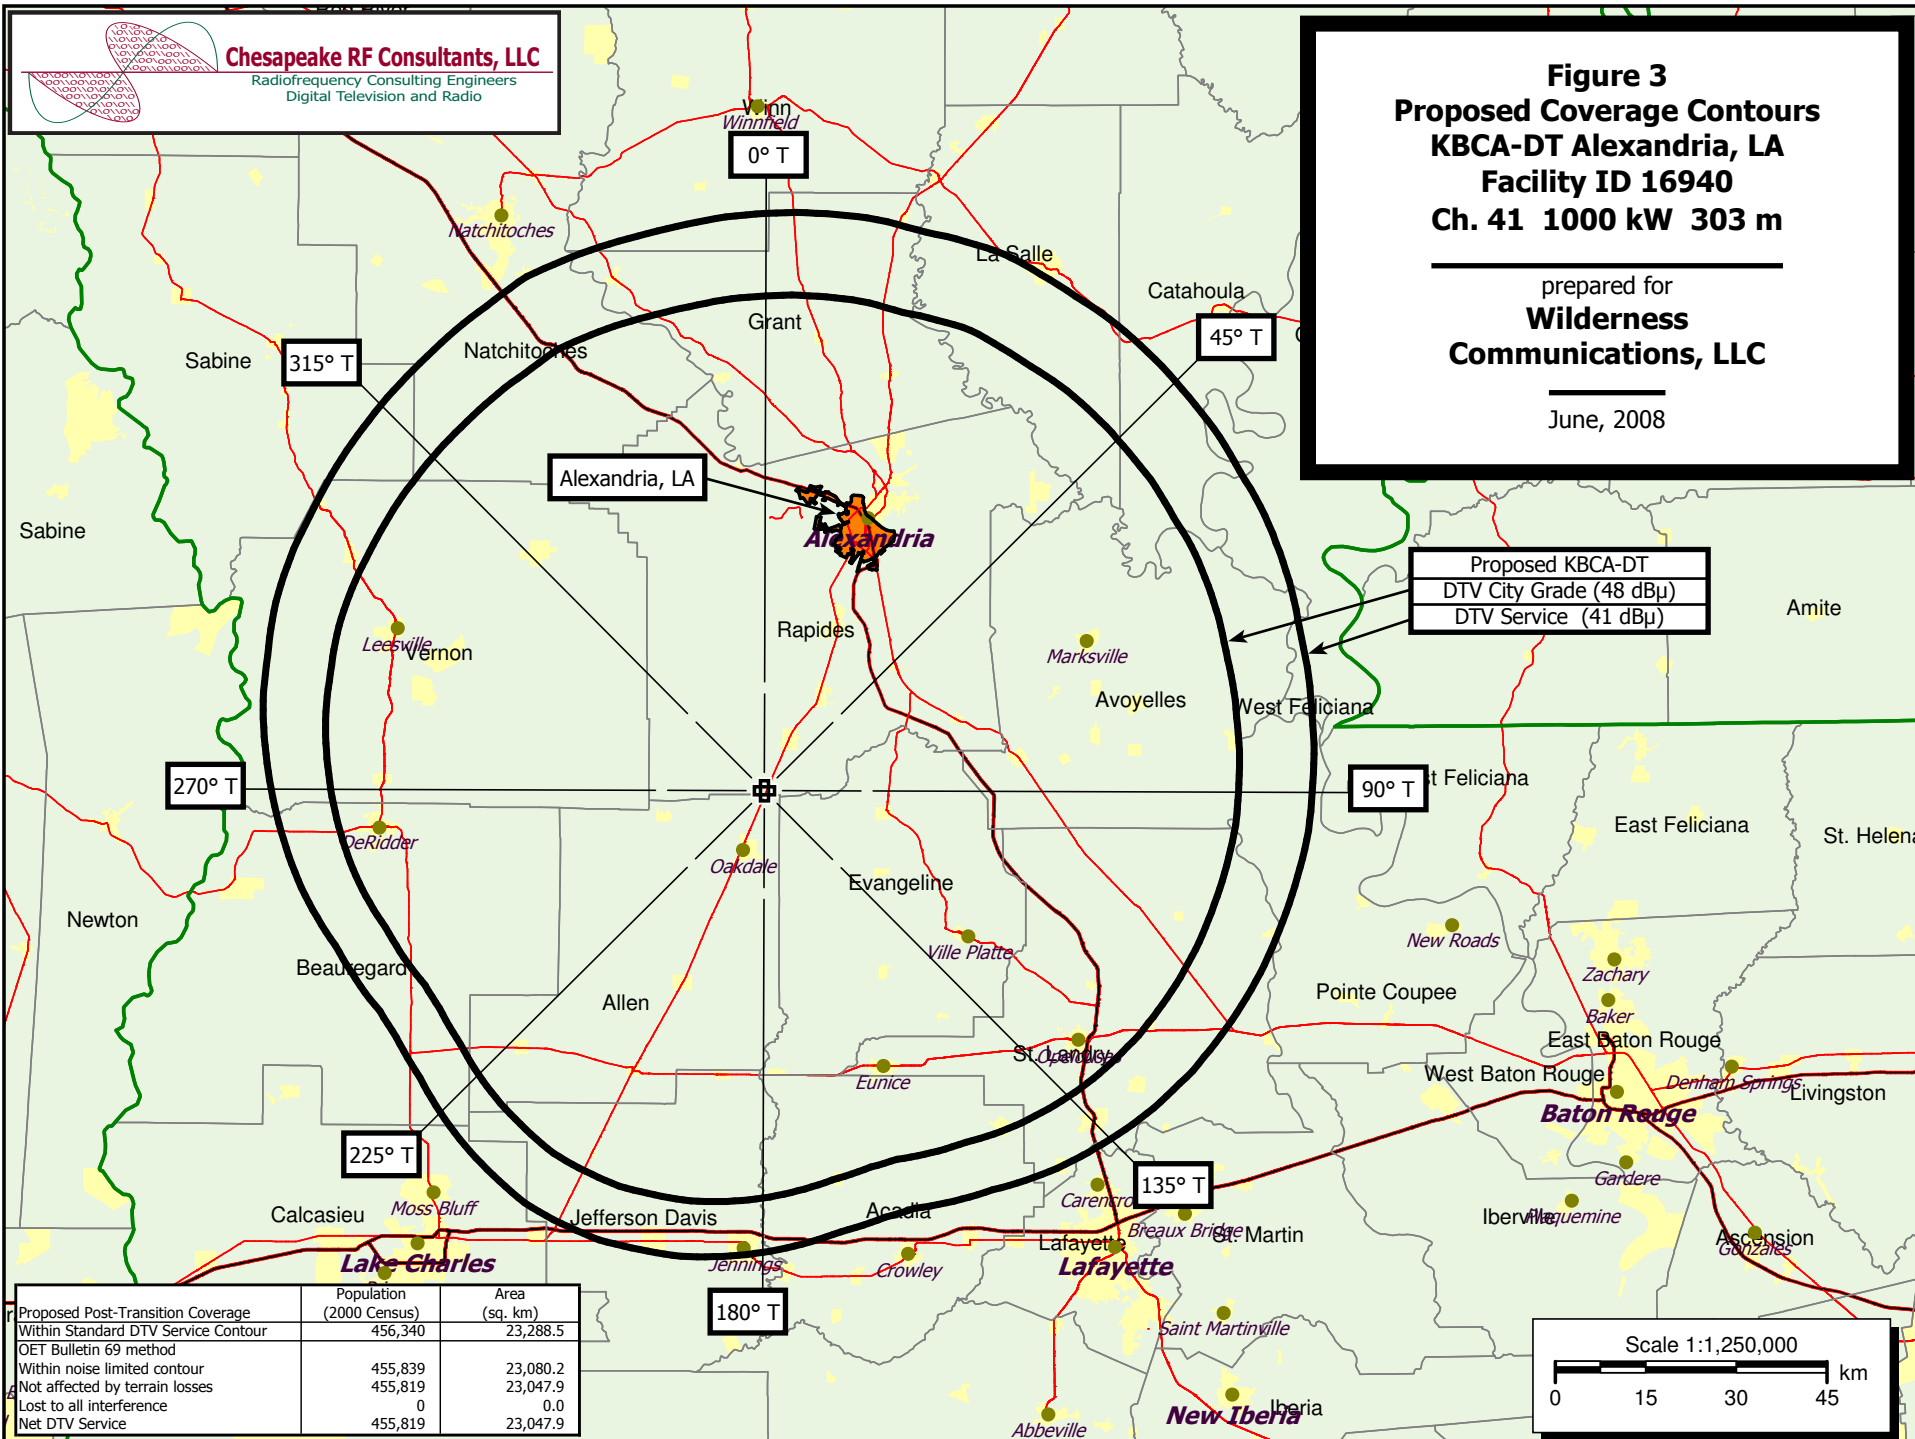 Chesapeake RF Consultants, LLC
Radiofrequency Consulting Engineers
Digital Television and Radio
Figure 3
Proposed Coverage Contours
KBCA-DT Alexandria, LA
Facility ID 16940
Ch. 41 1000 kW 303 m
prepared for
Wilderness
Communications, LLC
June, 2008
Winn
Winnfield
0° T
Natchitoches
La Salle
Catahoula
Grant
45° T
Sabine
315° T
Natchitoches
Alexandria, LA
Sabine
Alexandria
Proposed KBCA-DT
DTV City Grade (48 dBµ)
DTV Service (41 dBµ)
Amite
Rapides
Leesville
Vernon
Marksville
Avoyelles
West Feliciana
270° T
90° T
st Feliciana
East Feliciana
St. Helena
DeRidder
Oakdale
Evangeline
Newton
Ville Platte
New Roads
Zachary
Beauregard
Allen
Pointe Coupee
Baker
East Baton Rouge
St. Landry
Opelousas
Eunice
West Baton Rouge
Denham Springs
Livingston
Baton Rouge
225° T
Gardere
Moss Bluff
Carencro
135° T
Calcasieu
Jefferson Davis
Acadia
Iberville
Plaquemine
Breaux Bridge
St. Martin
Ascension
Gonzales
Lafayette
Lake Charles
Jennings
Crowley
Lafayette
180° T
Saint Martinville
New Iberia
Iberia
Abbeville
Proposed Post-Transition Coverage Population (2000 Census) Area (sq. km)
Within Standard DTV Service Contour 456,340 23,288.5
OET Bulletin 69 method
Within noise limited contour 455,839 23,080.2
Not affected by terrain losses 455,819 23,047.9
Lost to all interference 0 0.0
Net DTV Service 455,819 23,047.9
Scale 1:1,250,000
km
0 15 30 45